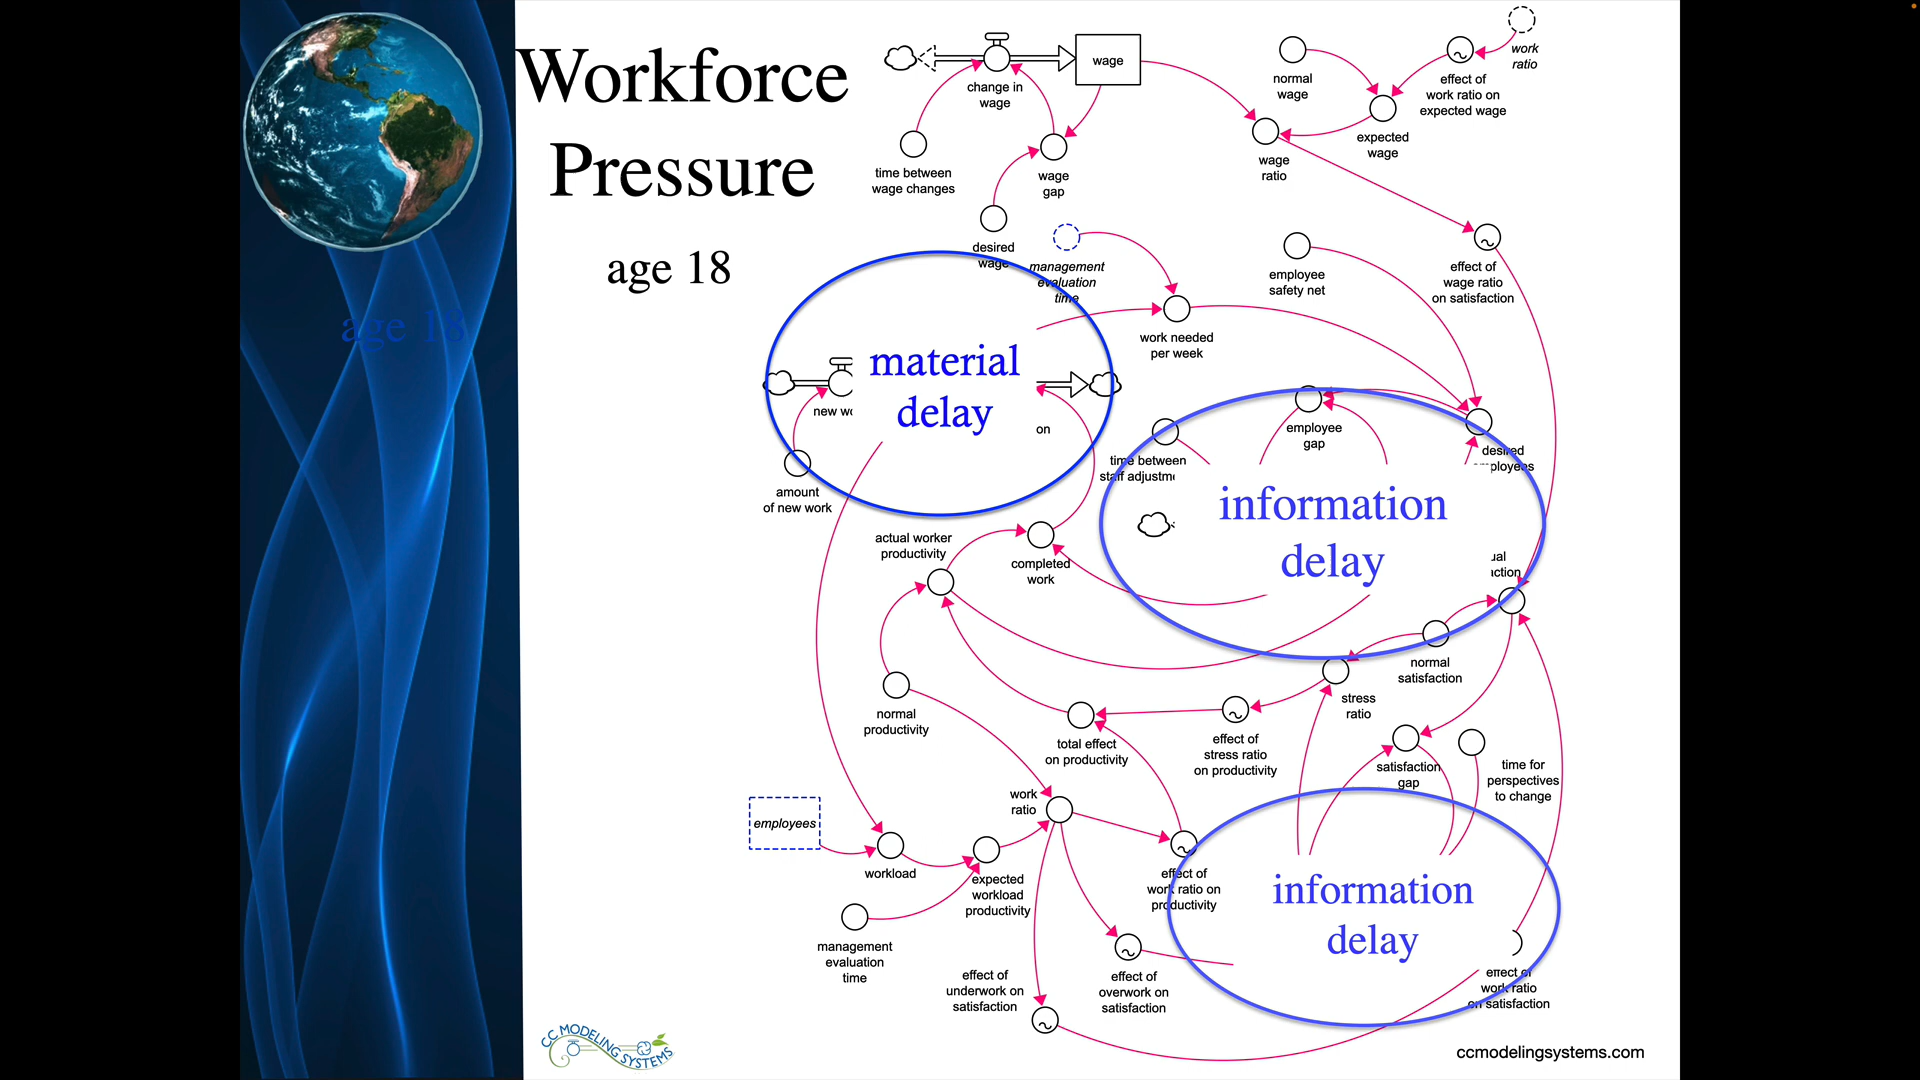 Workforce
Pressure
age 18
age 18
wage
change in
wage
time between
wage changes
wage
gap
desired
wage
normal
wage
work
ratio
effect of
work ratio on
expected wage
expected
wage
wage
ratio
effect of
wage ratio
on satisfaction
employee
safety net
management
evaluation
time
work needed
per week
material
delay
new wo
on
amount
of new work
employee
gap
desired
ployees
time between
staff adjustm
information
delay
ual
action
actual worker
productivity
completed
work
normal
satisfaction
stress
ratio
normal
productivity
total effect
on productivity
effect of
stress ratio
on productivity
satisfaction
gap
time for
perspectives
to change
work
ratio
employees
workload
expected
workload
productivity
effect of
work ratio on
productivity
information
delay
management
evaluation
time
effect of
underwork on
satisfaction
effect of
overwork on
satisfaction
effect of
work ratio
on satisfaction
CC MODELING SYSTEMS
ccmodelingsystems.com